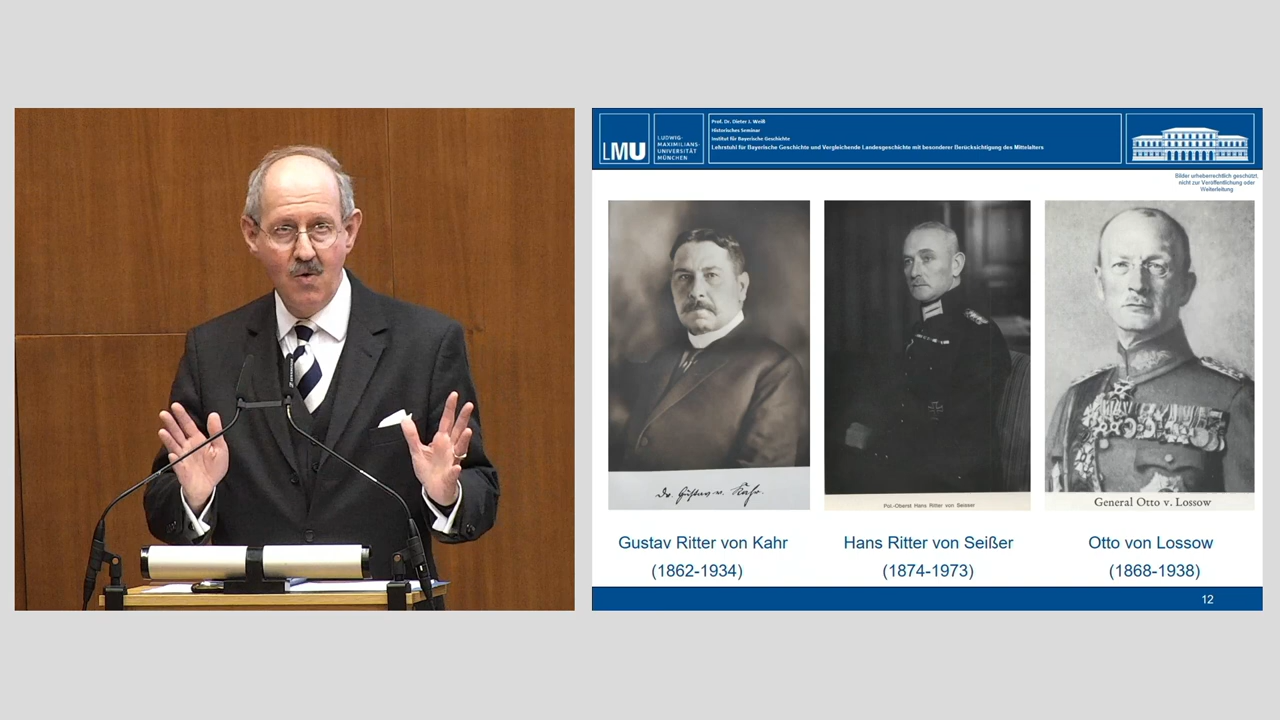 LMU
LUDWIG-
MAXIMILIANS-
UNIVERSITÄT
MÜNCHEN
Prof. Dr. Dieter J. Weiß
Historisches Seminar
Institut für Bayerische Geschichte
Lehrstuhl für Bayerische Geschichte und Vergleichende Landesgeschichte mit besonderer Berücksichtigung des Mittelalters
Bilder urheberrechtlich geschützt,
nicht zur Veröffentlichung oder
Weiterleitung
Dr. Gustav v. Kahr.
Pol.-Oberst Hans Ritter von Seisser
General Otto v. Lossow
Gustav Ritter von Kahr
(1862-1934)
Hans Ritter von Seißer
(1874-1973)
Otto von Lossow
(1868-1938)
12